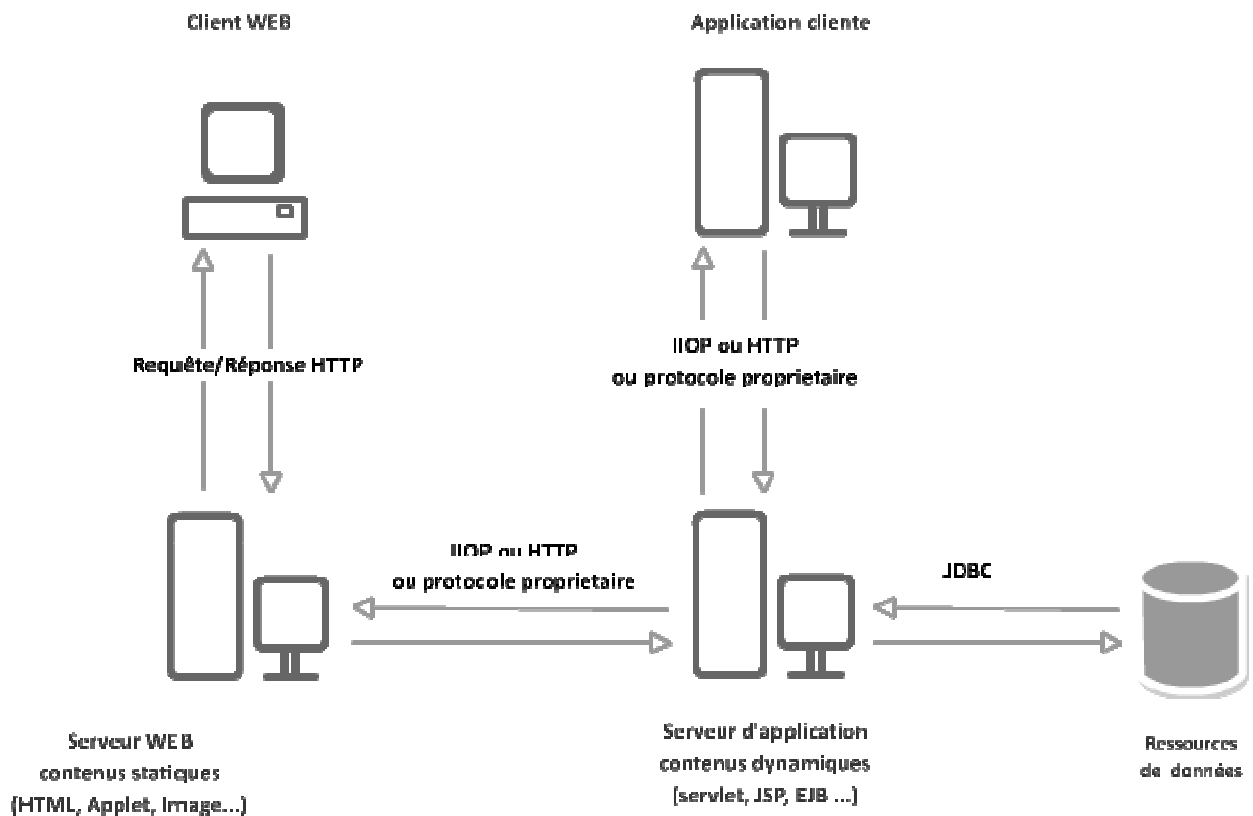 Client WEB
Application cliente
Requête/Réponse HTTP
IIOP ou HTTP
ou protocole proprietaire
IIOP ou HTTP
ou protocole proprietaire
JDBC
Serveur WEB
contenus statiques
(HTML, Applet, Image...)
Serveur d'application
contenus dynamiques
(servlet, JSP, EJB ...)
Ressources
de données